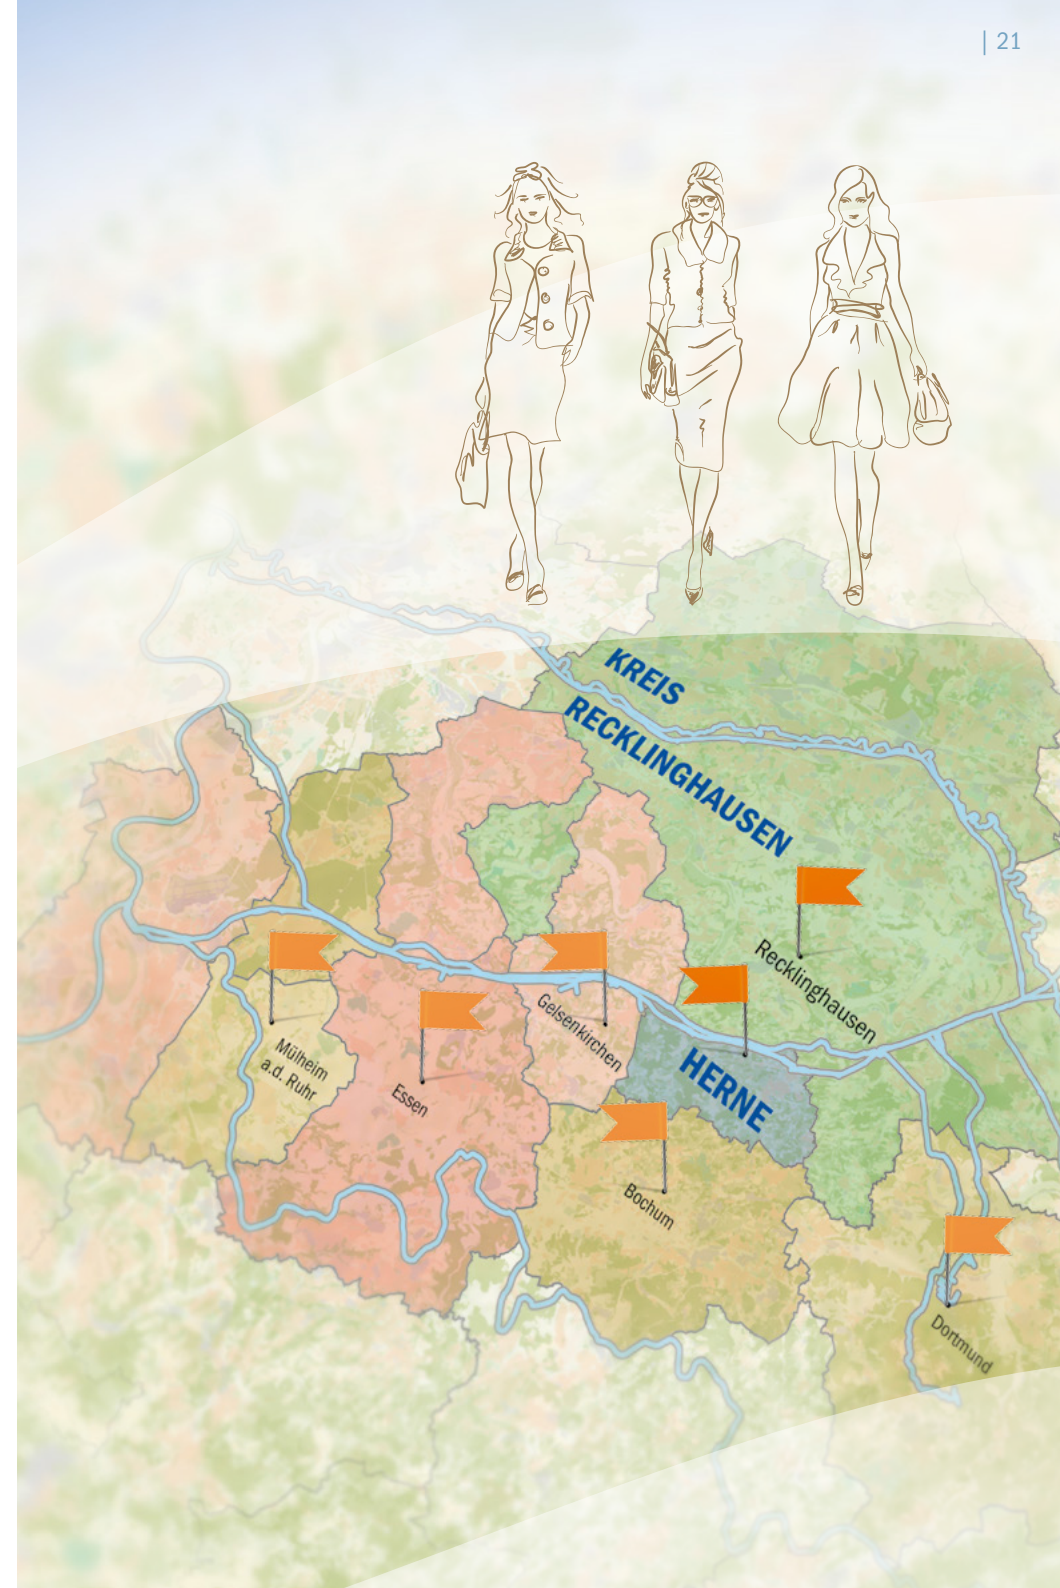 | 21
KREIS
RECKLINGHAUSEN
Recklinghausen
Gelsenkirchen
HERNE
Mülheim
a.d. Ruhr
Essen
Bochum
Dortmund